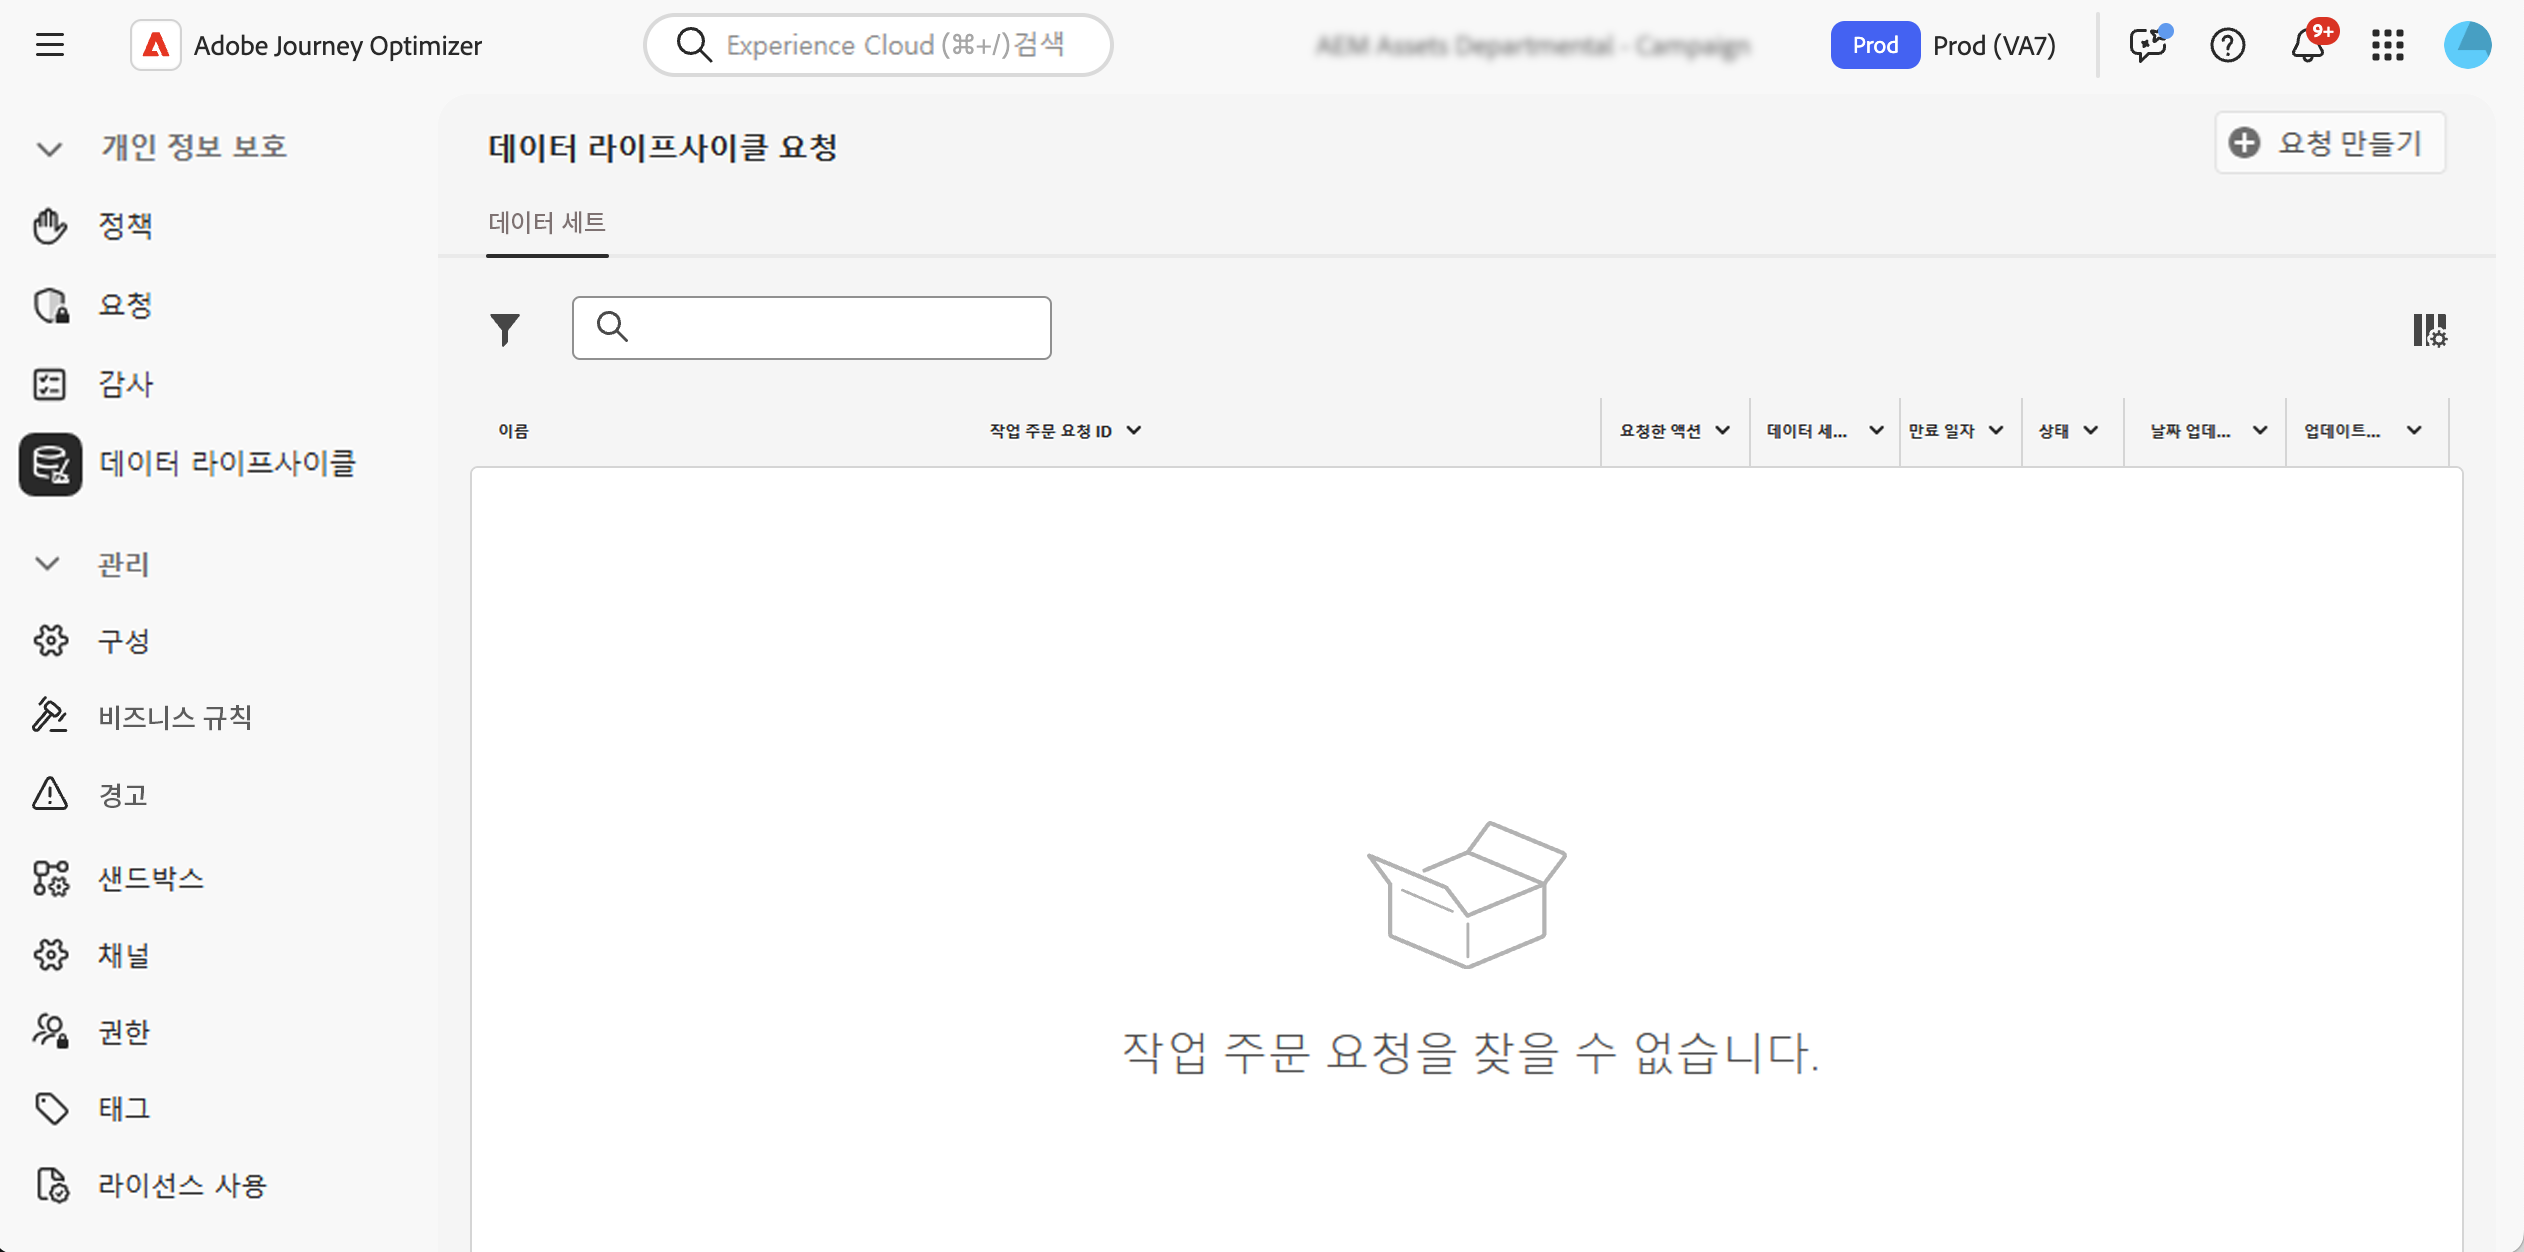 Adobe Journey Optimizer
Experience Cloud (⌘+/)검색
AEM Assets Departmental - Campaign
Prod
Prod (VA7)
9+
개인 정보 보호
정책
요청
감사
데이터 라이프사이클
관리
구성
비즈니스 규칙
경고
샌드박스
채널
권한
태그
라이선스 사용
데이터 라이프사이클 요청
요청 만들기
데이터 세트
이름
작업 주문 요청 ID
요청한 액션
데이터 세...
만료 일자
상태
날짜 업데...
업데이트...
작업 주문 요청을 찾을 수 없습니다.